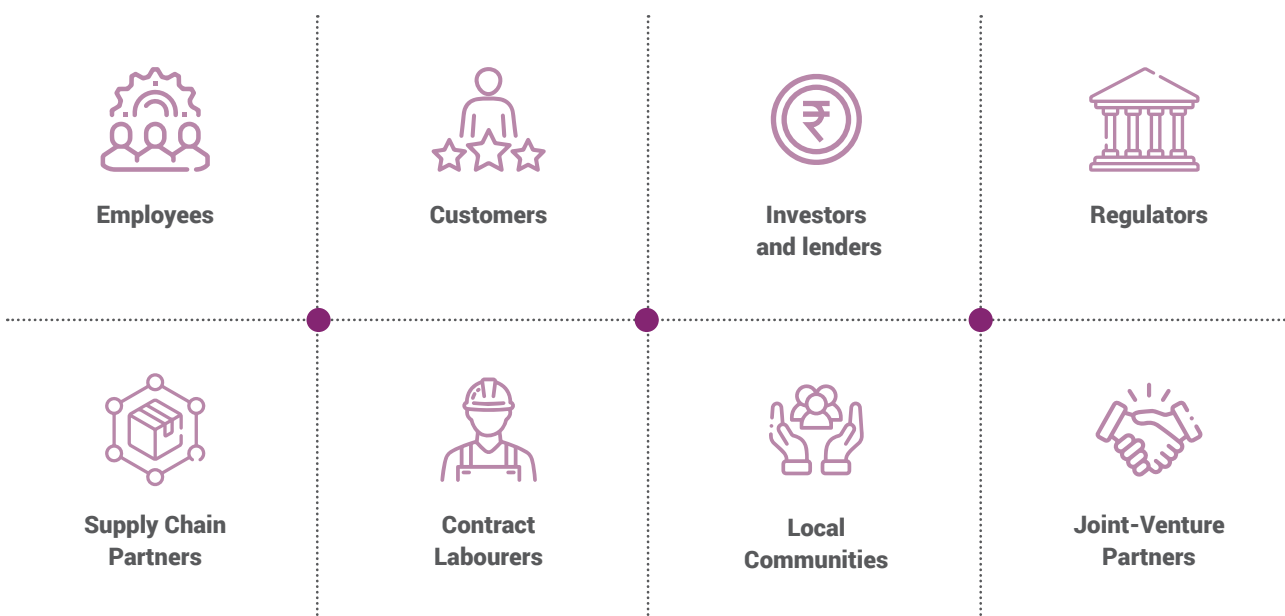 Employees
Customers
Investors
and lenders
Regulators
Supply Chain
Partners
Contract
Labourers
Local
Communities
Joint-Venture
Partners